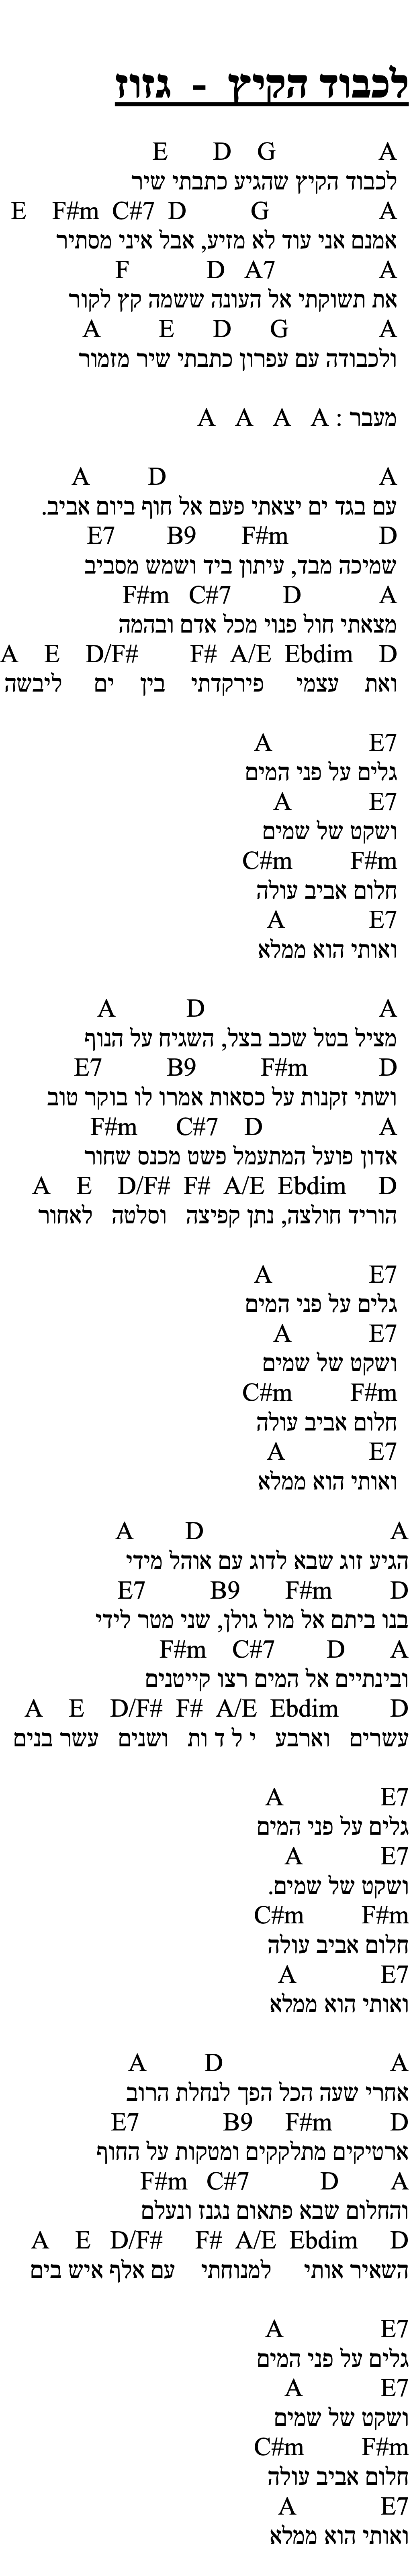 לכבוד הקיץ - גזוז
E D G A
לכבוד הקיץ שהגיע כתבתי שיר
E F#m C#7 D G A
אמנם אני עוד לא מזיע, אבל איני מסתיר
F D A7 A
את תשוקתי אל העונה ששמה קץ לקור
A E D G A
ולכבודה עם עפרון כתבתי שיר מזמור
מעבר : A A A A
A D A
עם בגד ים יצאתי פעם אל חוף ביום אביב.
E7 B9 F#m D
שמיכה מבד, עיתון ביד ושמש מסביב
F#m C#7 D A
מצאתי חול פנוי מכל אדם ובהמה
A E D/F# F# A/E Ebdim D
ואת עצמי פירקדתי בין ים ליבשה
A E7
גלים על פני המים
A E7
ושקט של שמים
C#m F#m
חלום אביב עולה
A E7
ואותי הוא ממלא
A D A
מציל בטל שכב בצל, השגיח על הנוף
E7 B9 F#m D
ושתי זקנות על כסאות אמרו לו בוקר טוב
F#m C#7 D A
אדון פועל המתעמל פשט מכנס שחור
A E D/F# F# A/E Ebdim D
הוריד חולצה, נתן קפיצה וסלטה לאחור
A E7
גלים על פני המים
A E7
ושקט של שמים
C#m F#m
חלום אביב עולה
A E7
ואותי הוא ממלא
A D A
הגיע זוג שבא לדוג עם אוהל מידי
E7 B9 F#m D
בנו ביתם אל מול גולן, שני מטר לידי
F#m C#7 D A
ובינתיים אל המים רצו קייטנים
A E D/F# F# A/E Ebdim D
עשרים וארבע י ל ד ות ושנים עשר בנים
A E7
גלים על פני המים
A E7
ושקט של שמים.
C#m F#m
חלום אביב עולה
A E7
ואותי הוא ממלא
A D A
אחרי שעה הכל הפך לנחלת הרוב
E7 B9 F#m D
ארטיקים מתלקקים ומטקות על החוף
F#m C#7 D A
והחלום שבא פתאום נגנז ונעלם
A E D/F# F# A/E Ebdim D
השאיר אותי למנוחתי עם אלף איש בים
A E7
גלים על פני המים
A E7
ושקט של שמים
C#m F#m
חלום אביב עולה
A E7
ואותי הוא ממלא